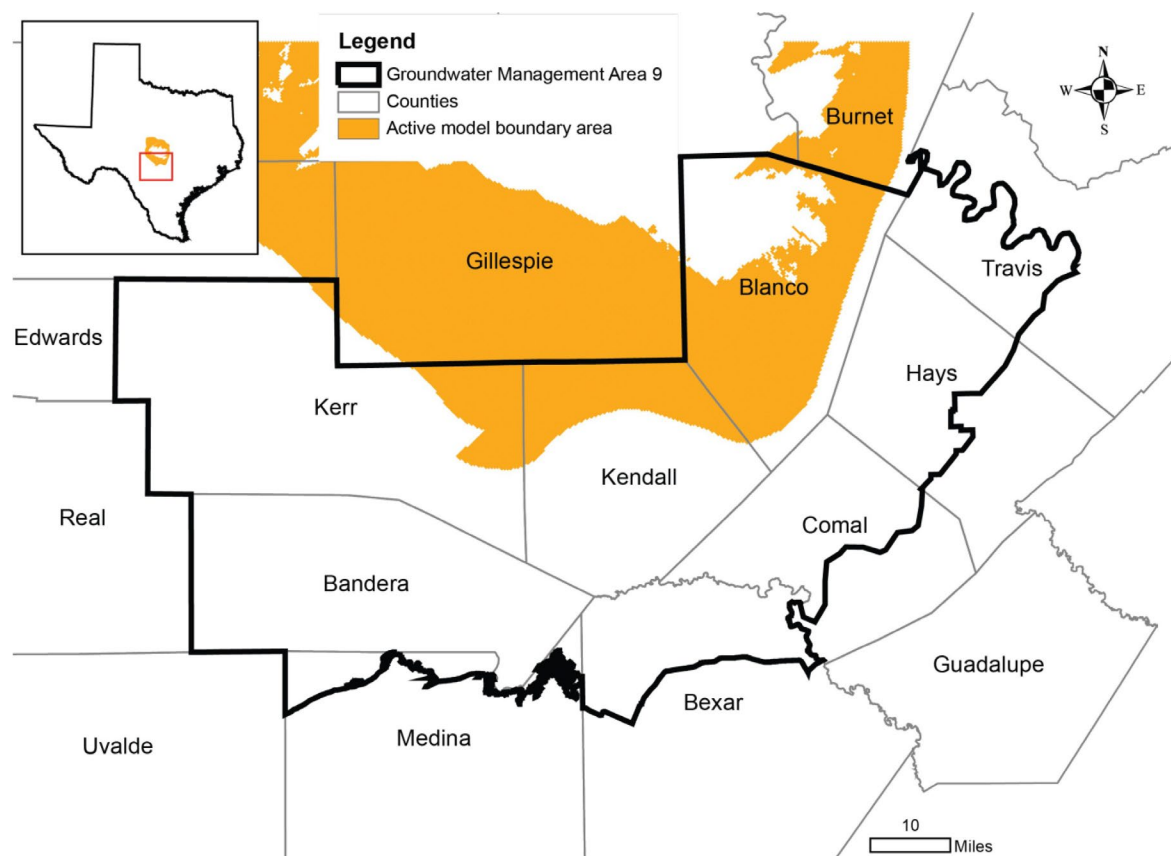 Legend
Groundwater Management Area 9
Counties
Active model boundary area
N
W E
S
Burnet
Gillespie
Travis
Blanco
Edwards
Hays
Kerr
Kendall
Real
Comal
Bandera
Guadalupe
Bexar
Medina
Uvalde
10
Miles